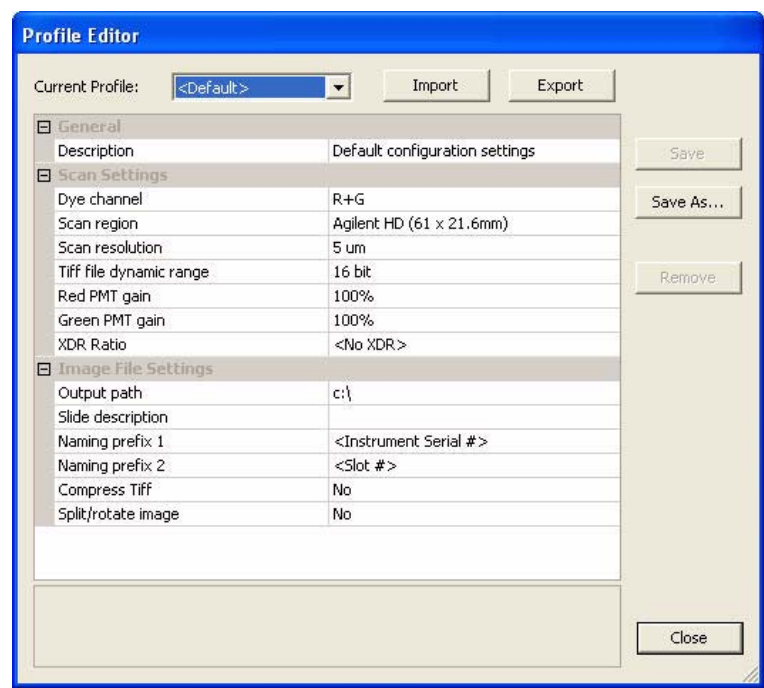 Profile Editor
Current Profile: <Default> Import Export
General
Description Default configuration settings
Save
Scan Settings
Dye channel R+G
Save As...
Scan region Agilent HD (61 x 21.6mm)
Scan resolution 5 um
Tiff file dynamic range 16 bit
Remove
Red PMT gain 100%
Green PMT gain 100%
XDR Ratio <No XDR>
Image File Settings
Output path c:\
Slide description
Naming prefix 1 <Instrument Serial #>
Naming prefix 2 <Slot #>
Compress Tiff No
Split/rotate image No
Close